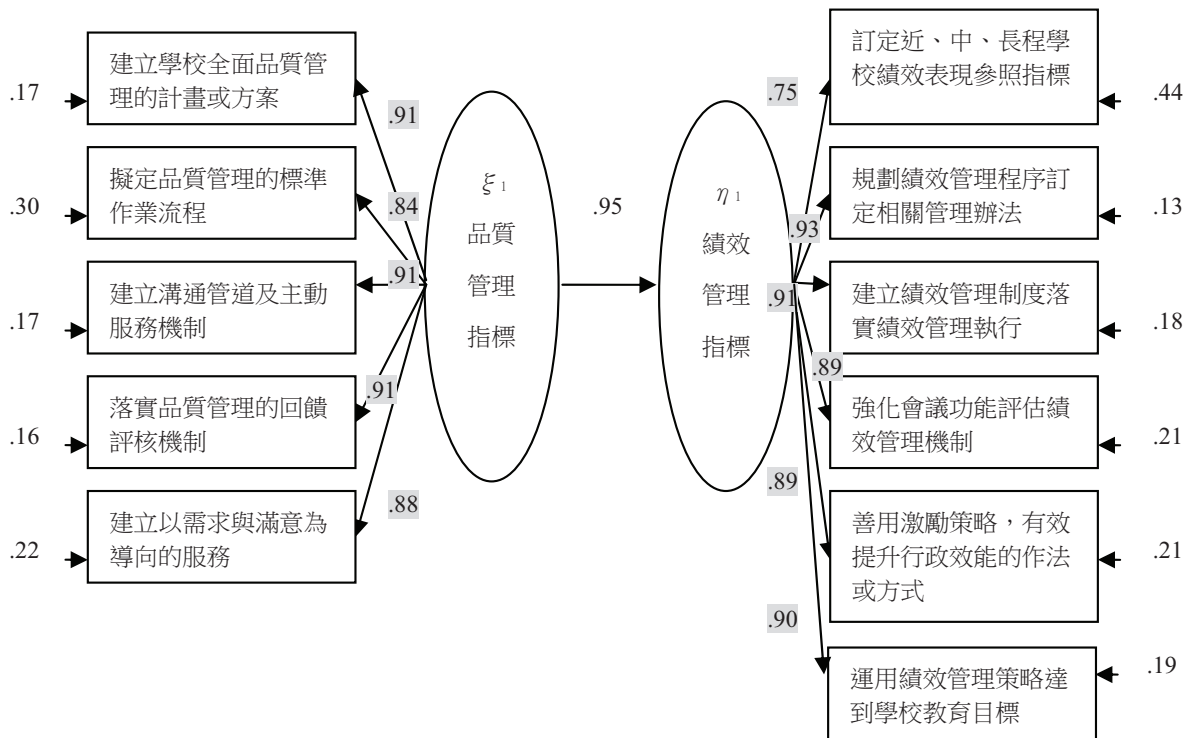 .17
建立學校全面品質管
理的計畫或方案
.91
.30
擬定品質管理的標準
作業流程
.84
.17
建立溝通管道及主動
服務機制
.91
.16
落實品質管理的回饋
評核機制
.91
.22
建立以需求與滿意為
導向的服務
.88
ξ1
品質
管理
指標
.95
η1
績效
管理
指標
.75
訂定近、中、長程學
校績效表現參照指標
.44
.93
規劃績效管理程序訂
定相關管理辦法
.13
.91
建立績效管理制度落
實績效管理執行
.18
.89
強化會議功能評估績
效管理機制
.21
.89
善用激勵策略，有效
提升行政效能的作法
或方式
.21
.90
運用績效管理策略達
到學校教育目標
.19